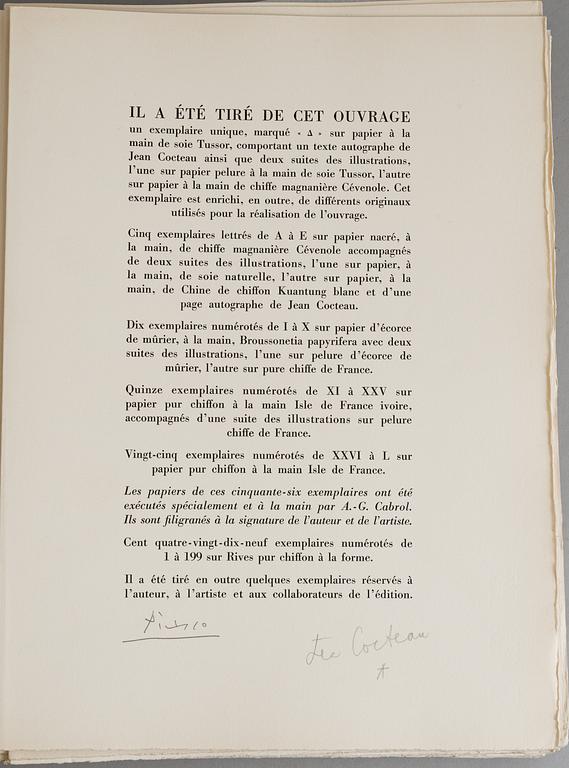 IL A ÉTÉ TIRÉ DE CET OUVRAGE
un exemplaire unique, marqué « Δ » sur papier à la
main de soie Tussor, comportant un texte autographe de
Jean Cocteau ainsi que deux suites des illustrations,
l'une sur papier pelure à la main de soie Tussor, l'autre
sur papier à la main de chiffe magnanière Cévenole. Cet
exemplaire est enrichi, en outre, de différents originaux
utilisés pour la réalisation de l'ouvrage.
Cinq exemplaires lettrés de A à E sur papier nacré, à
la main, de chiffe magnanière Cévenole accompagnés
de deux suites des illustrations, l'une sur papier, à
la main, de soie naturelle, l'autre sur papier, à la
main, de Chine de chiffon Kuantung blanc et d'une
page autographe de Jean Cocteau.
Dix exemplaires numérotés de I à X sur papier d'écorce
de mûrier, à la main, Broussonetia papyrifera avec deux
suites des illustrations, l'une sur pelure d'écorce de
mûrier, l'autre sur pure chiffe de France.
Quinze exemplaires numérotés de XI à XXV sur
papier pur chiffon à la main Isle de France ivoire,
accompagnés d'une suite des illustrations sur pelure
chiffe de France.
Vingt-cinq exemplaires numérotés de XXVI à L sur
papier pur chiffon à la main Isle de France.
Les papiers de ces cinquante-six exemplaires ont été
exécutés spécialement et à la main par A.-G. Cabrol.
Ils sont filigranés à la signature de l'auteur et de l'artiste.
Cent quatre-vingt-dix-neuf exemplaires numérotés de
1 à 199 sur Rives pur chiffon à la forme.
Il a été tiré en outre quelques exemplaires réservés à
l'auteur, à l'artiste et aux collaborateurs de l'édition.
Picasso
Cocteau